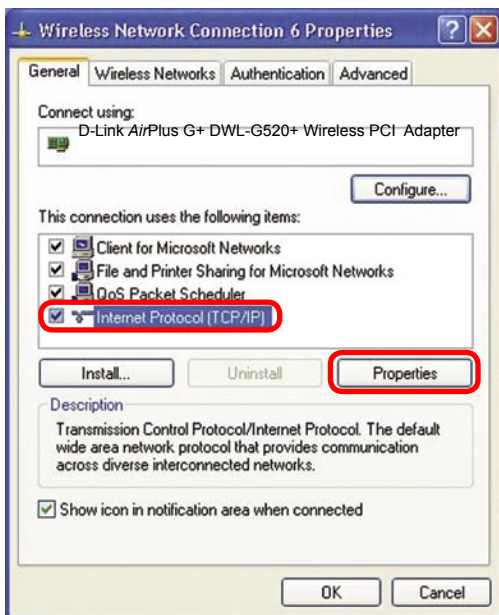 Wireless Network Connection 6 Properties
General Wireless Networks Authentication Advanced
Connect using:
D-Link AirPlus G+ DWL-G520+ Wireless PCI Adapter
Configure...
This connection uses the following items:
Client for Microsoft Networks
File and Printer Sharing for Microsoft Networks
QoS Packet Scheduler
Internet Protocol (TCP/IP)
Install... Uninstall Properties
Description
Transmission Control Protocol/Internet Protocol. The default
wide area network protocol that provides communication
across diverse interconnected networks.
Show icon in notification area when connected
OK Cancel